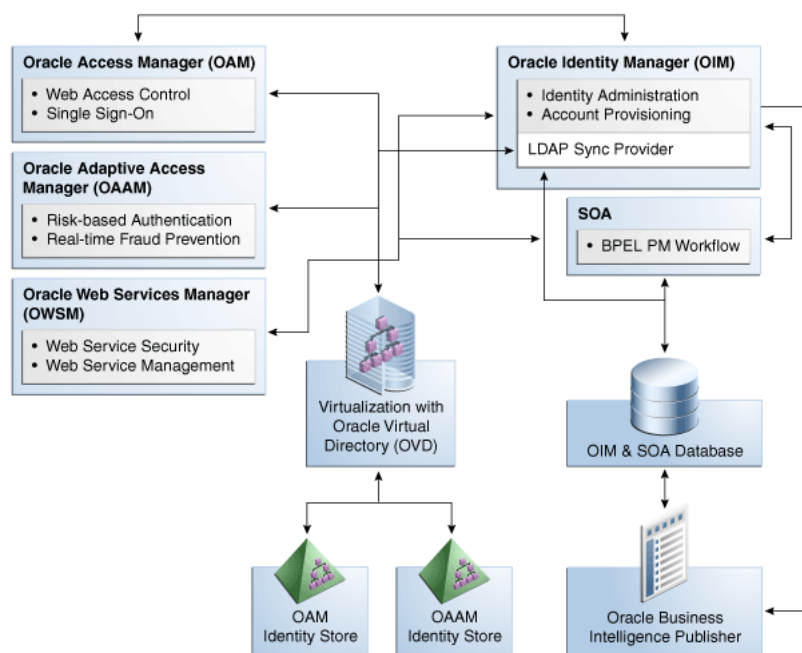 Oracle Access Manager (OAM)
• Web Access Control
• Single Sign-On
Oracle Adaptive Access
Manager (OAAM)
• Risk-based Authentication
• Real-time Fraud Prevention
Oracle Web Services Manager
(OWSM)
• Web Service Security
• Web Service Management
Oracle Identity Manager (OIM)
• Identity Administration
• Account Provisioning
LDAP Sync Provider
SOA
• BPEL PM Workflow
Virtualization with
Oracle Virtual
Directory (OVD)
OIM & SOA Database
OAM
Identity Store
OAAM
Identity Store
Oracle Business
Intelligence Publisher